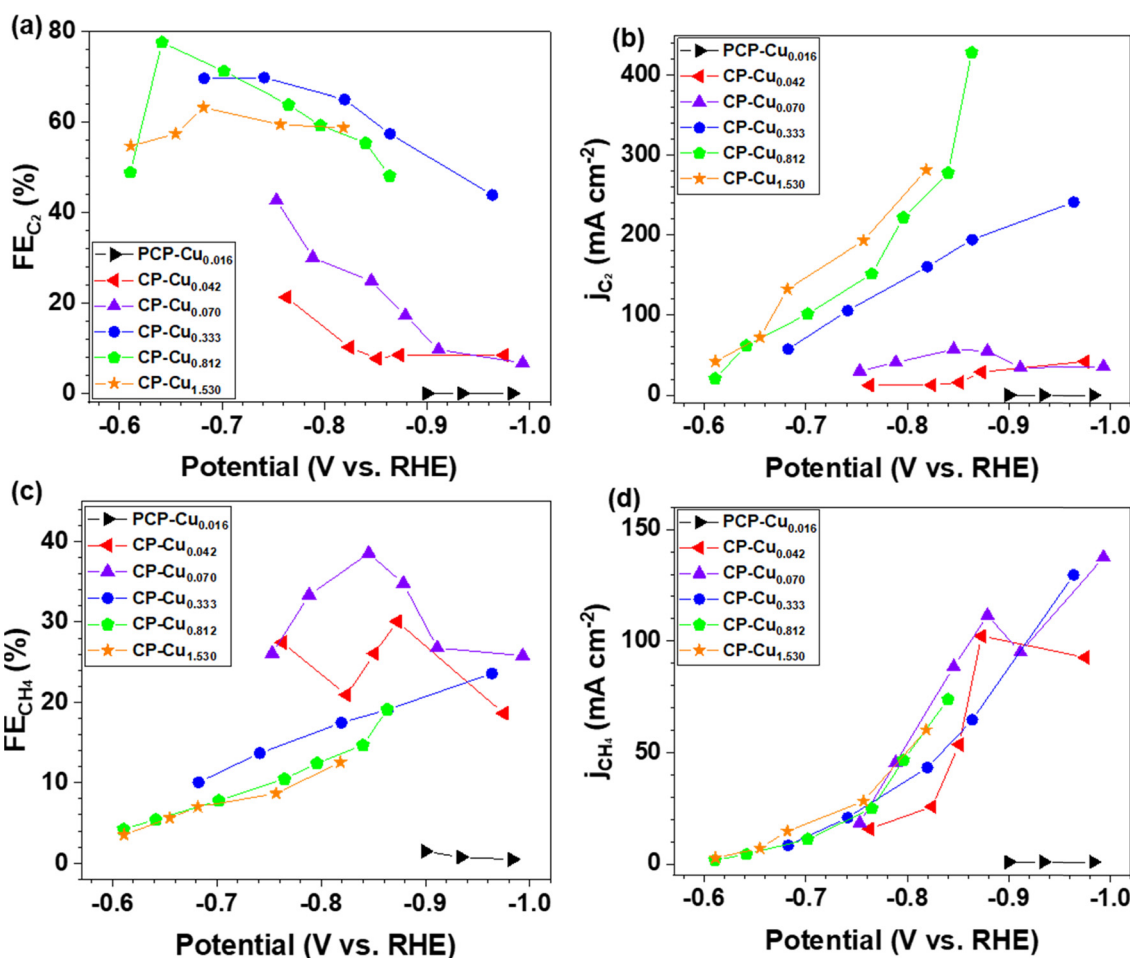 (a)
80
60
40
20
0
FE_C₂ (%)
PCP-Cu₀.₀₁₆
CP-Cu₀.₀₄₂
CP-Cu₀.₀₇₀
CP-Cu₀.₃₃₃
CP-Cu₀.₈₁₂
CP-Cu₁.₅₃₀
-0.6 -0.7 -0.8 -0.9 -1.0
Potential (V vs. RHE)
(b)
400
300
200
100
0
j_C₂ (mA cm⁻²)
PCP-Cu₀.₀₁₆
CP-Cu₀.₀₄₂
CP-Cu₀.₀₇₀
CP-Cu₀.₃₃₃
CP-Cu₀.₈₁₂
CP-Cu₁.₅₃₀
-0.6 -0.7 -0.8 -0.9 -1.0
Potential (V vs. RHE)
(c)
40
30
20
10
0
FE_CH₄ (%)
PCP-Cu₀.₀₁₆
CP-Cu₀.₀₄₂
CP-Cu₀.₀₇₀
CP-Cu₀.₃₃₃
CP-Cu₀.₈₁₂
CP-Cu₁.₅₃₀
-0.6 -0.7 -0.8 -0.9 -1.0
Potential (V vs. RHE)
(d)
150
100
50
0
j_CH₄ (mA cm⁻²)
PCP-Cu₀.₀₁₆
CP-Cu₀.₀₄₂
CP-Cu₀.₀₇₀
CP-Cu₀.₃₃₃
CP-Cu₀.₈₁₂
CP-Cu₁.₅₃₀
-0.6 -0.7 -0.8 -0.9 -1.0
Potential (V vs. RHE)